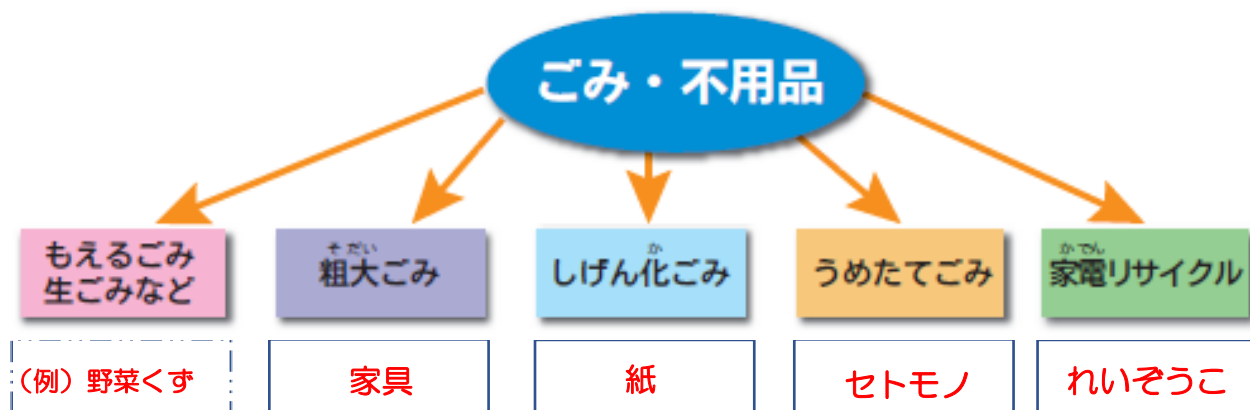 ごみ・不用品
もえるごみ
生ごみなど
そだい
粗大ごみ
か
しげん化ごみ
うめたてごみ
かでん
家電リサイクル
（例）野菜くず
家具
紙
セトモノ
れいぞうこ